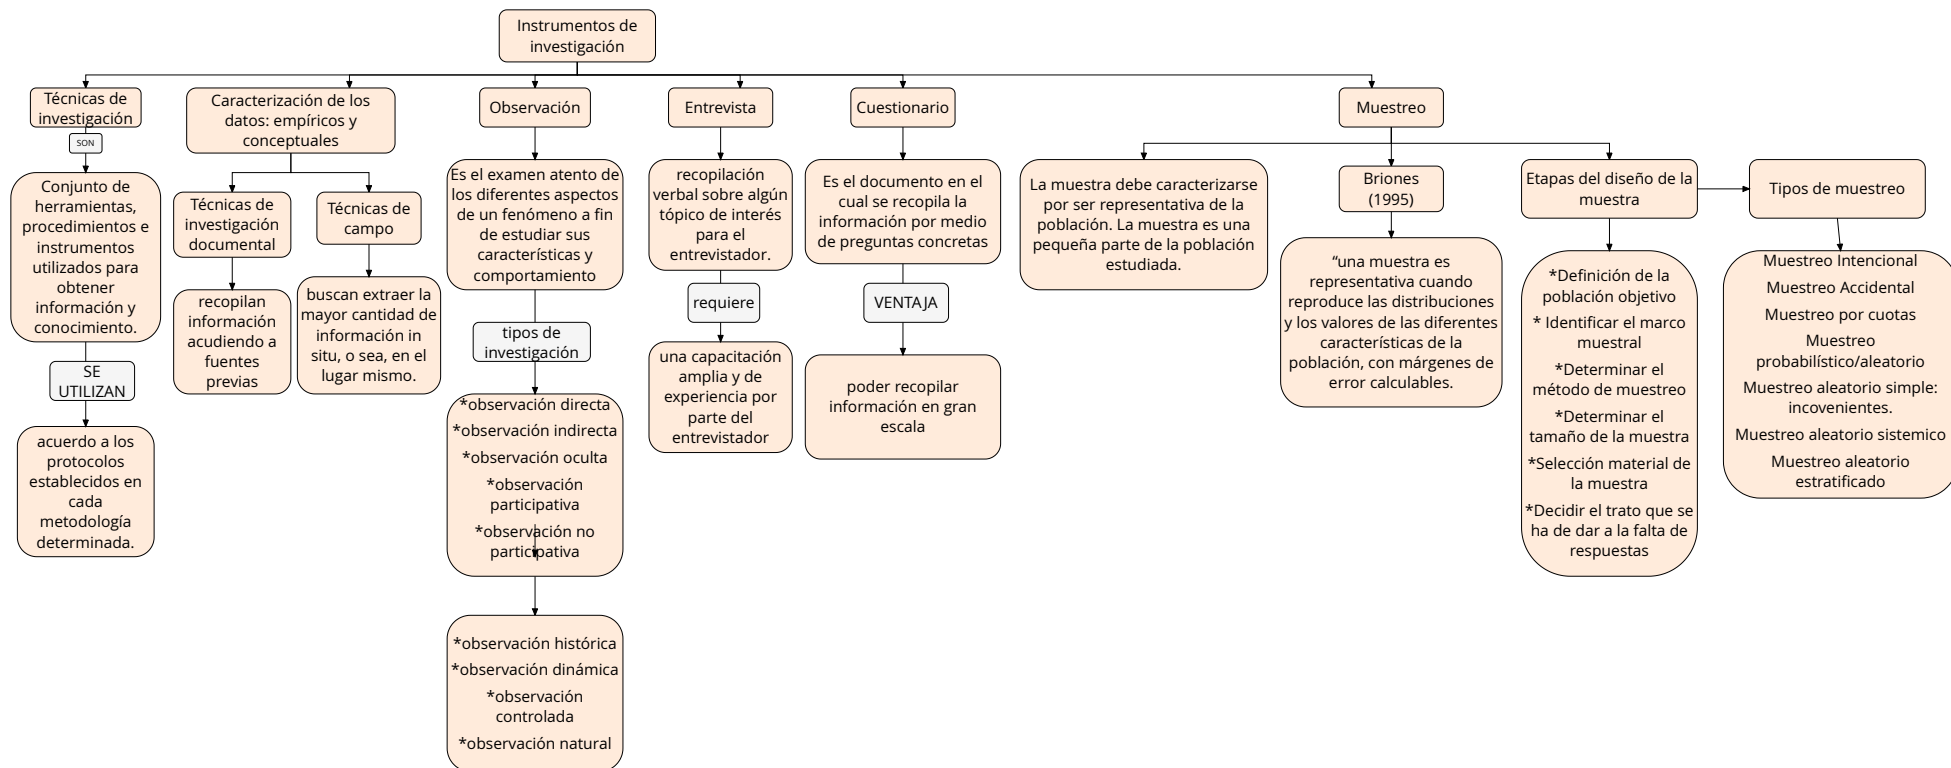 Instrumentos de
investigación
Técnicas de
investigación
SON
Conjunto de
herramientas,
procedimientos e
instrumentos
utilizados para
obtener
información y
conocimiento.
SE
UTILIZAN
acuerdo a los
protocolos
establecidos en
cada
metodología
determinada.
Caracterización de los
datos: empíricos y
conceptuales
Técnicas de
investigación
documental
recopilan
información
acudiendo a
fuentes
previas
Técnicas de
campo
buscan extraer la
mayor cantidad de
información in
situ, o sea, en el
lugar mismo.
Observación
Es el examen atento de
los diferentes aspectos
de un fenómeno a fin
de estudiar sus
características y
comportamiento
tipos de
investigación
*observación directa
*observación indirecta
*observación oculta
*observación
participativa
*observación no
participativa
*observación histórica
*observación dinámica
*observación
controlada
*observación natural
Entrevista
recopilación
verbal sobre algún
tópico de interés
para el
entrevistador.
requiere
una capacitación
amplia y de
experiencia por
parte del
entrevistador
Cuestionario
Es el documento en el
cual se recopila la
información por medio
de preguntas concretas
VENTAJA
poder recopilar
información en gran
escala
Muestreo
La muestra debe caracterizarse
por ser representativa de la
población. La muestra es una
pequeña parte de la población
estudiada.
Briones
(1995)
“una muestra es
representativa cuando
reproduce las distribuciones
y los valores de las diferentes
características de la
población, con márgenes de
error calculables.
Etapas del diseño de la
muestra
*Definición de la
población objetivo
* Identificar el marco
muestral
*Determinar el
método de muestreo
*Determinar el
tamaño de la muestra
*Selección material de
la muestra
*Decidir el trato que se
ha de dar a la falta de
respuestas
Tipos de muestreo
Muestreo Intencional
Muestreo Accidental
Muestreo por cuotas
Muestreo
probabilístico/aleatorio
Muestreo aleatorio simple:
incovenientes.
Muestreo aleatorio sistemico
Muestreo aleatorio
estratificado